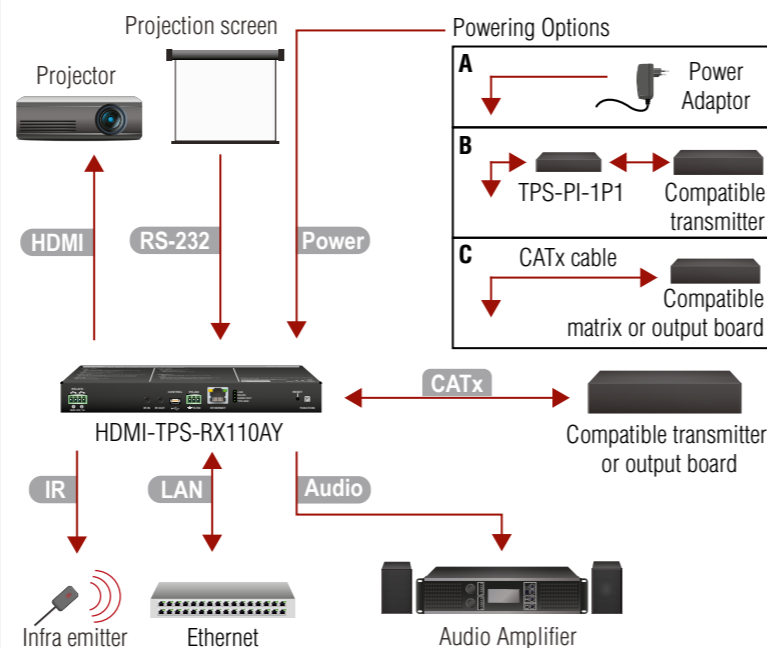 Projection screen
Powering Options
Projector
A
Power
Adaptor
B
TPS-PI-1P1
Compatible
transmitter
C
CATx cable
Compatible
matrix or output board
HDMI
RS-232
Power
CATx
HDMI-TPS-RX110AY
Compatible transmitter
or output board
IR
LAN
Audio
Infra emitter
Ethernet
Audio Amplifier